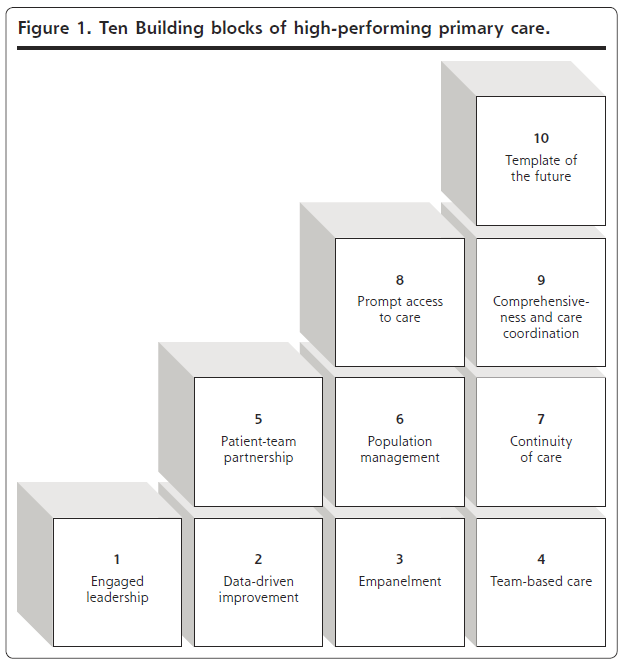 Figure 1. Ten Building blocks of high-performing primary care.
10
Template of
the future
8
Prompt access
to care
9
Comprehensive-
ness and care
coordination
5
Patient-team
partnership
6
Population
management
7
Continuity
of care
1
Engaged
leadership
2
Data-driven
improvement
3
Empanelment
4
Team-based care